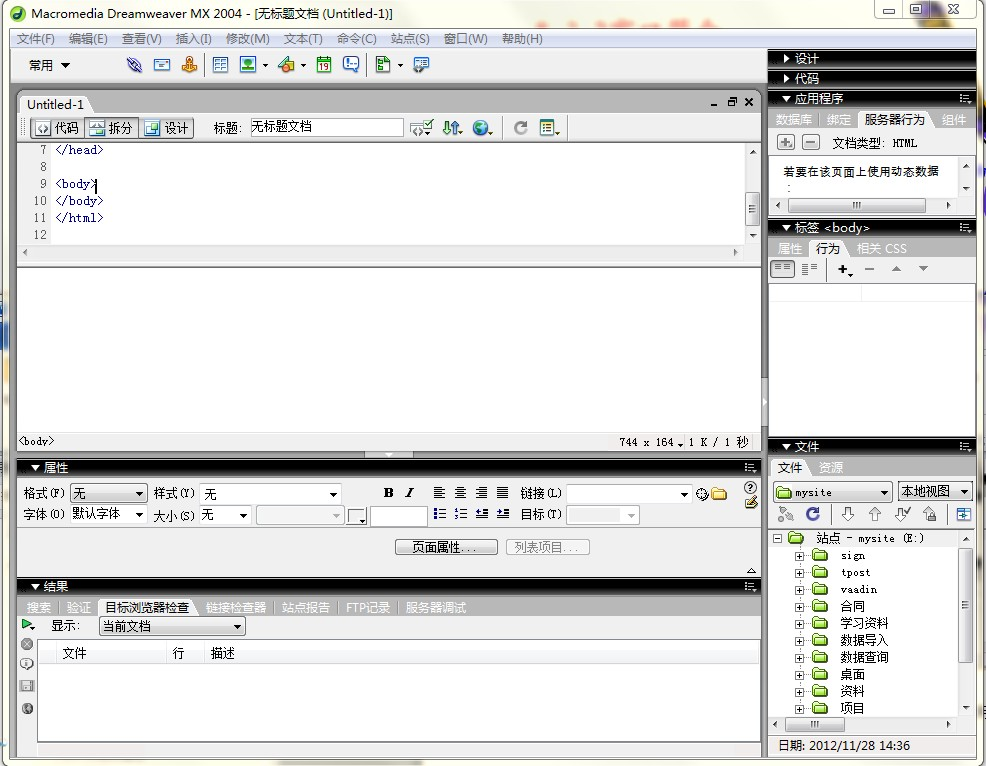 Macromedia Dreamweaver MX 2004 - [无标题文档 (Untitled-1)]
文件(F) 编辑(E) 查看(V) 插入(I) 修改(M) 文本(T) 命令(C) 站点(S) 窗口(W) 帮助(H)
常用
19
Untitled-1
代码 拆分 设计 标题: 无标题文档
7 </head>
8
9 <body>
10 </body>
11 </html>
12
<body> 744 x 164 1 K / 1 秒
属性
格式(F) 无 样式(Y) 无 B I 链接(L)
字体(O) 默认字体 大小(S) 无 目标(T)
页面属性... 列表项目...
结果
搜索 验证 目标浏览器检查 链接检查器 站点报告 FTP记录 服务器调试
显示: 当前文档
文件 行 描述
设计
代码
应用程序
数据库 绑定 服务器行为 组件
文档类型: HTML
若要在该页面上使用动态数据
:
标签 <body>
属性 行为 相关 CSS
文件
文件 资源
mysite 本地视图
站点 - mysite (E:)
sign
tpost
vaadin
合同
学习资料
数据导入
数据查询
桌面
资料
项目
日期: 2012/11/28 14:36